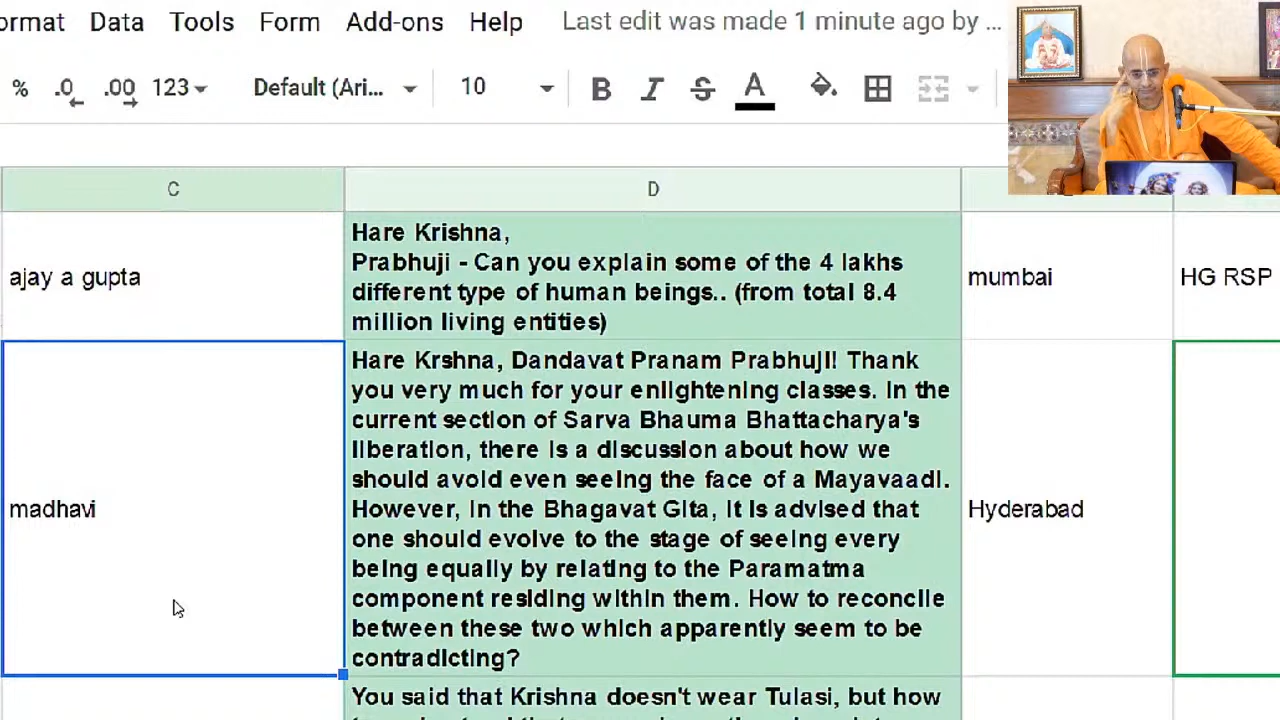 ormat Data Tools Form Add-ons Help Last edit was made 1 minute ago by ...
% .0 .00 123 Default (Ari... 10 B I S A
C D
ajay a gupta
Hare Krishna,
Prabhuji - Can you explain some of the 4 lakhs
different type of human beings.. (from total 8.4
million living entities)
mumbai
HG RSP
madhavi
Hare Krshna, Dandavat Pranam PrabhujI! Thank
you very much for your enlightening classes. In the
current section of Sarva Bhauma Bhattacharya's
liberation, there is a discussion about how we
should avoid even seeing the face of a Mayavaadi.
However, in the Bhagavat Gita, it is advised that
one should evolve to the stage of seeing every
being equally by relating to the Paramatma
component residing within them. How to reconcile
between these two which apparently seem to be
contradicting?
Hyderabad
You said that Krishna doesn't wear Tulasi, but how